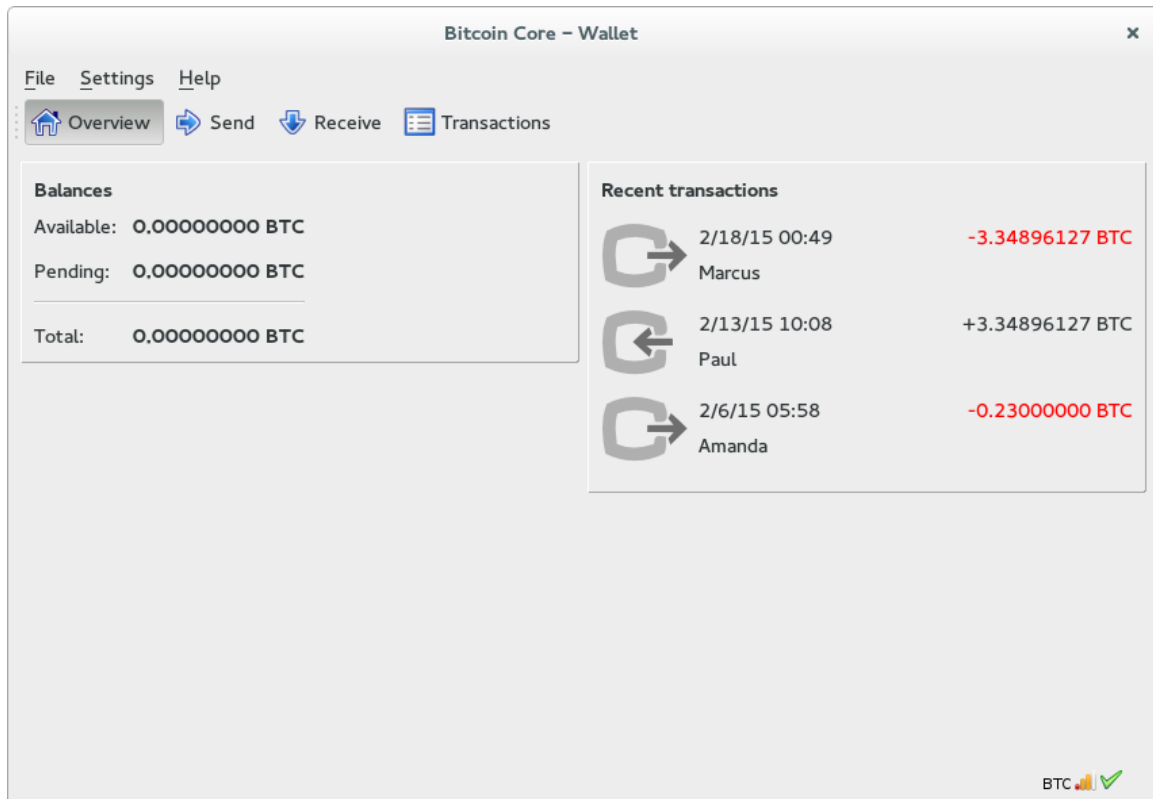 Bitcoin Core – Wallet
File Settings Help
Overview Send Receive Transactions
Balances
Available: 0.00000000 BTC
Pending: 0.00000000 BTC
Total: 0.00000000 BTC
Recent transactions
2/18/15 00:49 -3.34896127 BTC
Marcus
2/13/15 10:08 +3.34896127 BTC
Paul
2/6/15 05:58 -0.23000000 BTC
Amanda
BTC